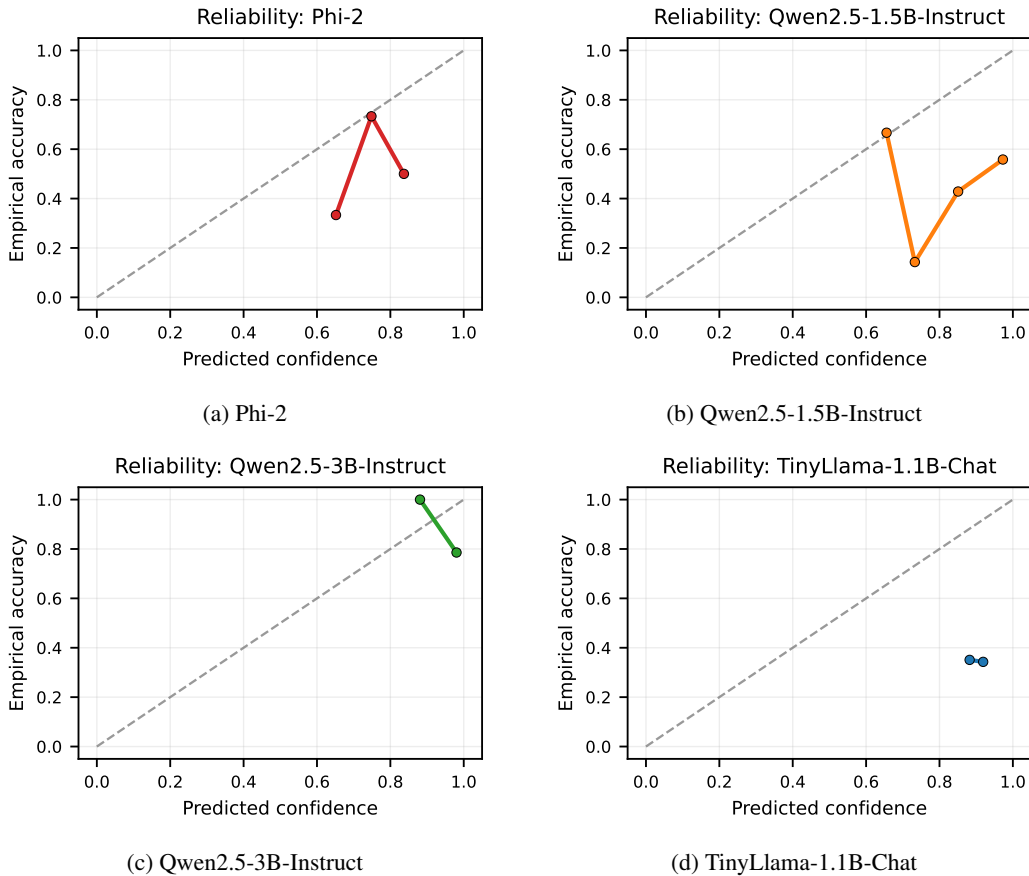 Reliability: Phi-2
Empirical accuracy
1.0
0.8
0.6
0.4
0.2
0.0
0.0 0.2 0.4 0.6 0.8 1.0
Predicted confidence
(a) Phi-2
Reliability: Qwen2.5-1.5B-Instruct
Empirical accuracy
1.0
0.8
0.6
0.4
0.2
0.0
0.0 0.2 0.4 0.6 0.8 1.0
Predicted confidence
(b) Qwen2.5-1.5B-Instruct
Reliability: Qwen2.5-3B-Instruct
Empirical accuracy
1.0
0.8
0.6
0.4
0.2
0.0
0.0 0.2 0.4 0.6 0.8 1.0
Predicted confidence
(c) Qwen2.5-3B-Instruct
Reliability: TinyLlama-1.1B-Chat
Empirical accuracy
1.0
0.8
0.6
0.4
0.2
0.0
0.0 0.2 0.4 0.6 0.8 1.0
Predicted confidence
(d) TinyLlama-1.1B-Chat